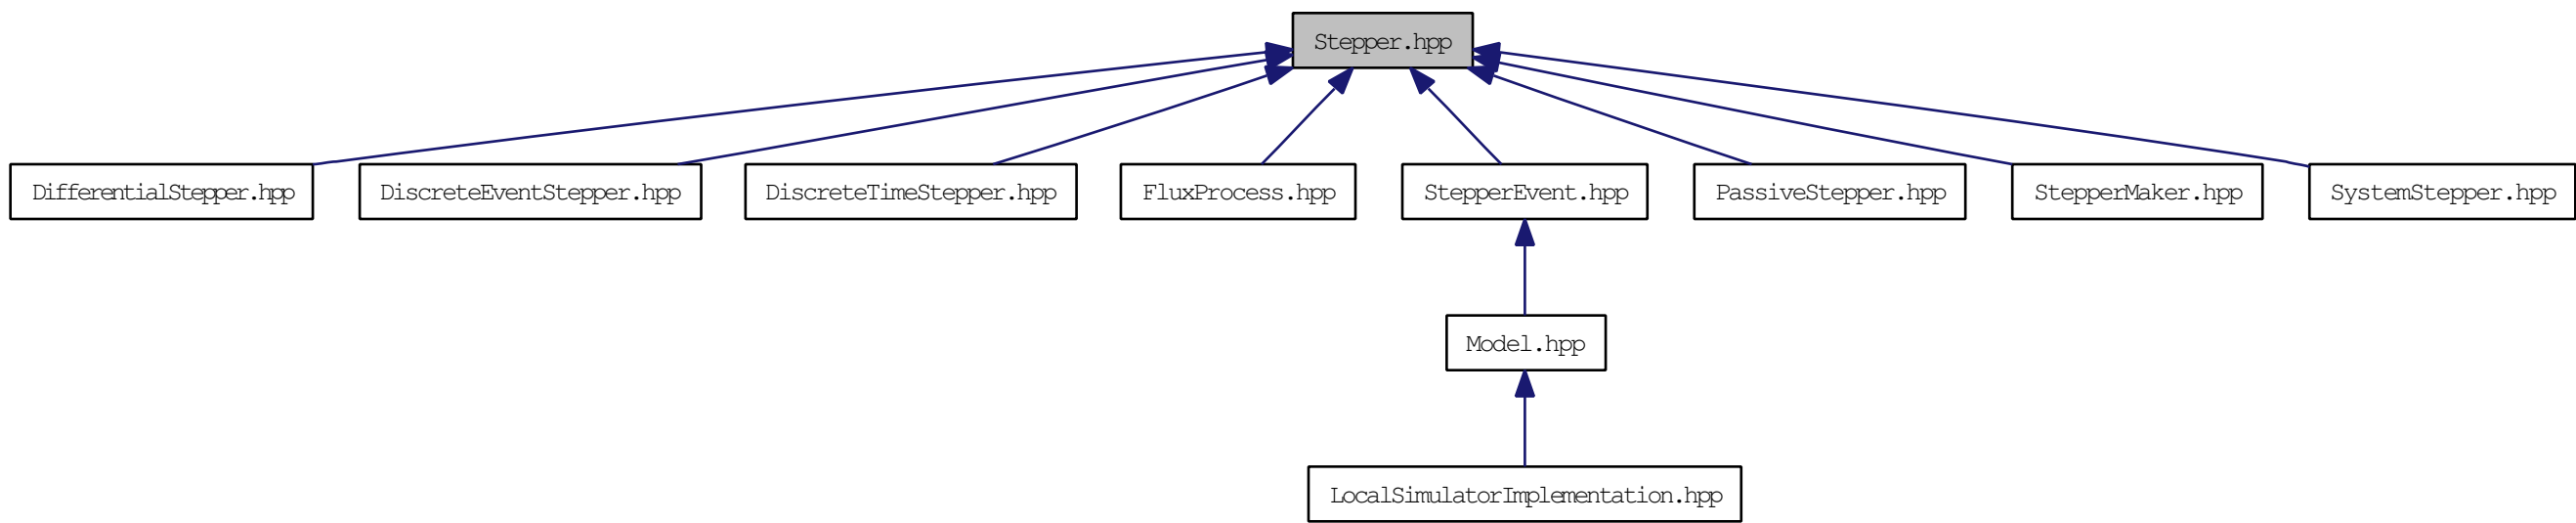 Stepper.hpp
DifferentialStepper.hpp
DiscreteEventStepper.hpp
DiscreteTimeStepper.hpp
FluxProcess.hpp
StepperEvent.hpp
PassiveStepper.hpp
StepperMaker.hpp
SystemStepper.hpp
Model.hpp
LocalSimulatorImplementation.hpp